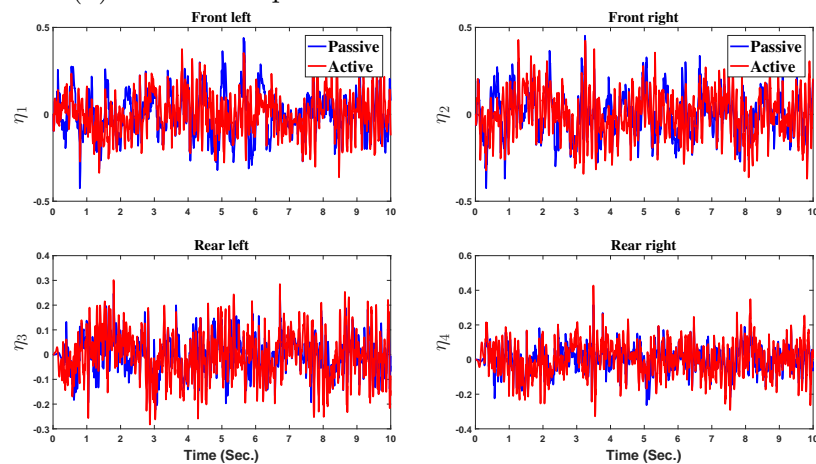 Front left
Passive
Active
0.5
0
-0.5
η1
0 1 2 3 4 5 6 7 8 9 10
Front right
Passive
Active
0.5
0
-0.5
η2
0 1 2 3 4 5 6 7 8 9 10
Rear left
0.4
0.3
0.2
0.1
0
-0.1
-0.2
-0.3
η3
0 1 2 3 4 5 6 7 8 9 10
Time (Sec.)
Rear right
0.6
0.4
0.2
0
-0.2
-0.4
η4
0 1 2 3 4 5 6 7 8 9 10
Time (Sec.)